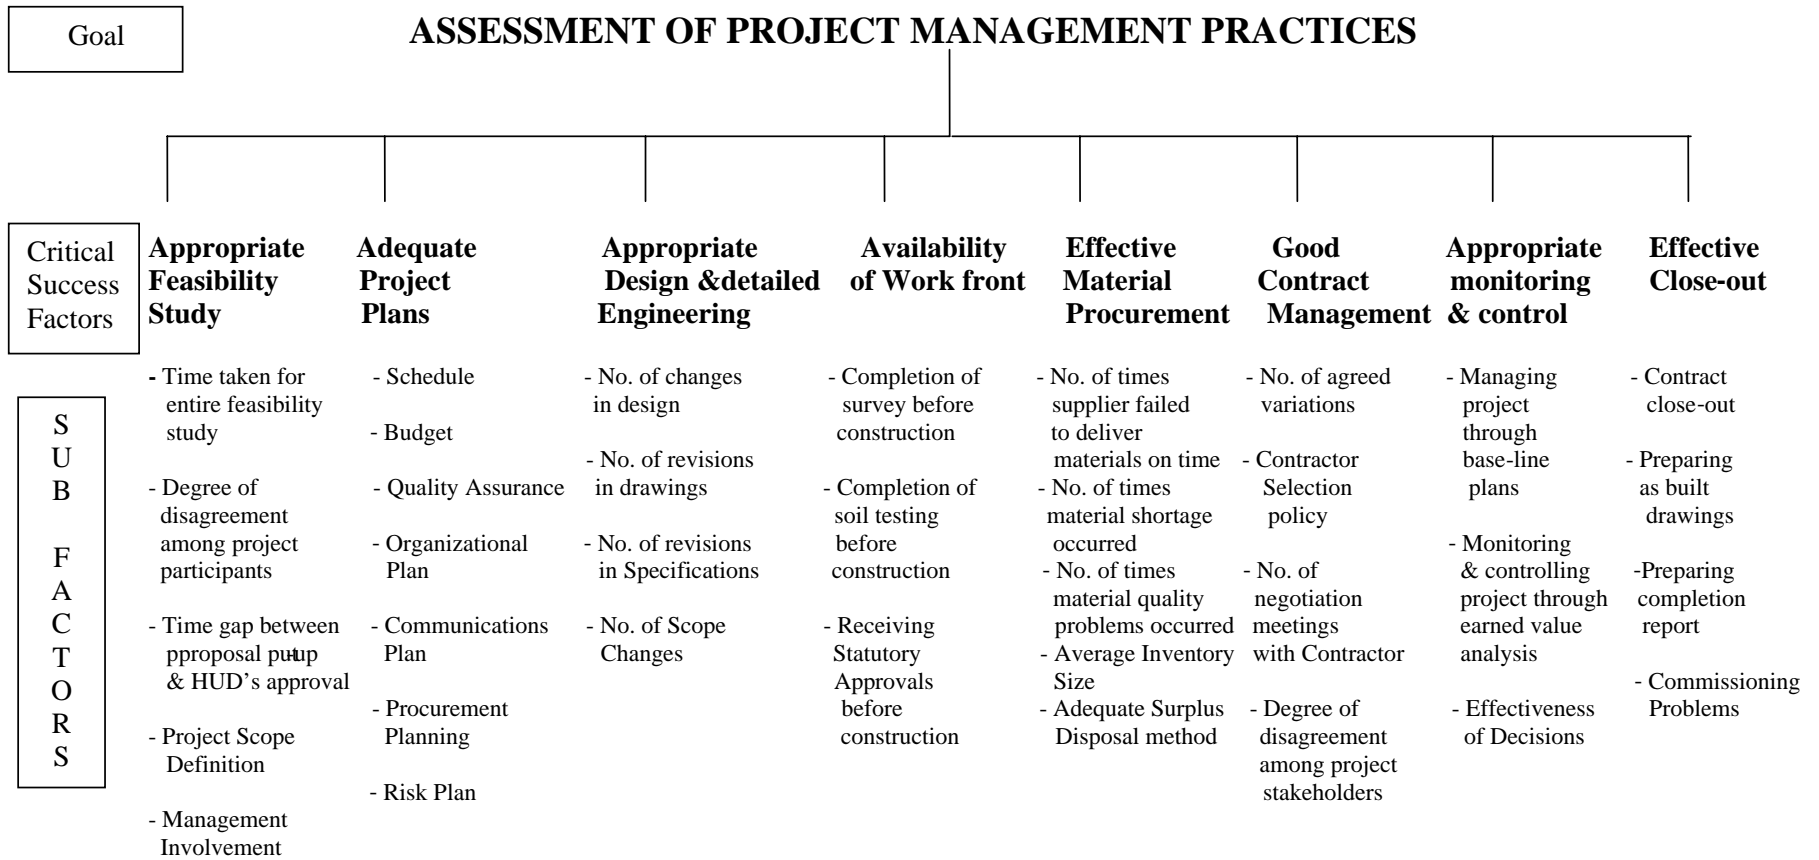 Goal
ASSESSMENT OF PROJECT MANAGEMENT PRACTICES
Critical
Success
Factors
Appropriate
Feasibility
Study
Adequate
Project
Plans
Appropriate
Design &detailed
Engineering
Availability
of Work front
Effective
Material
Procurement
Good
Contract
Management
Appropriate
monitoring
& control
Effective
Close-out
S
U
B
F
A
C
T
O
R
S
- Time taken for
entire feasibility
study
- Degree of
disagreement
among project
participants
- Time gap between
pproposal put-up
& HUD's approval
- Project Scope
Definition
- Management
Involvement
- Schedule
- Budget
- Quality Assurance
- Organizational
Plan
- Communications
Plan
- Procurement
Planning
- Risk Plan
- No. of changes
in design
- No. of revisions
in drawings
- No. of revisions
in Specifications
- No. of Scope
Changes
- Completion of
survey before
construction
- Completion of
soil testing
before
construction
- Receiving
Statutory
Approvals
before
construction
- No. of times
supplier failed
to deliver
materials on time
- No. of times
material shortage
occurred
- No. of times
material quality
problems occurred
- Average Inventory
Size
- Adequate Surplus
Disposal method
- No. of agreed
variations
- Contractor
Selection
policy
- No. of
negotiation
meetings
with Contractor
- Degree of
disagreement
among project
stakeholders
- Managing
project
through
base-line
plans
- Monitoring
& controlling
project through
earned value
analysis
- Effectiveness
of Decisions
- Contract
close-out
- Preparing
as built
drawings
-Preparing
completion
report
- Commissioning
Problems